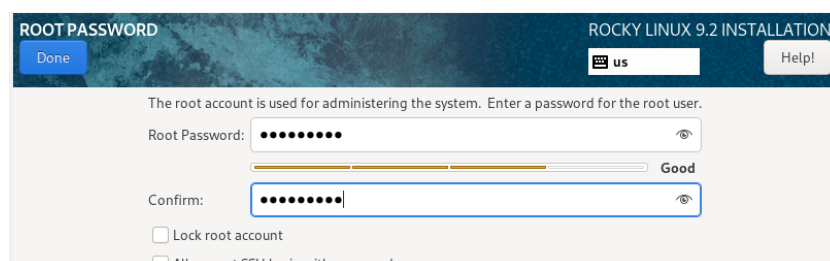 ROOT PASSWORD
ROCKY LINUX 9.2 INSTALLATION
Done
us
Help!
The root account is used for administering the system. Enter a password for the root user.
Root Password: ●●●●●●●●●
Good
Confirm: ●●●●●●●●●
Lock root account